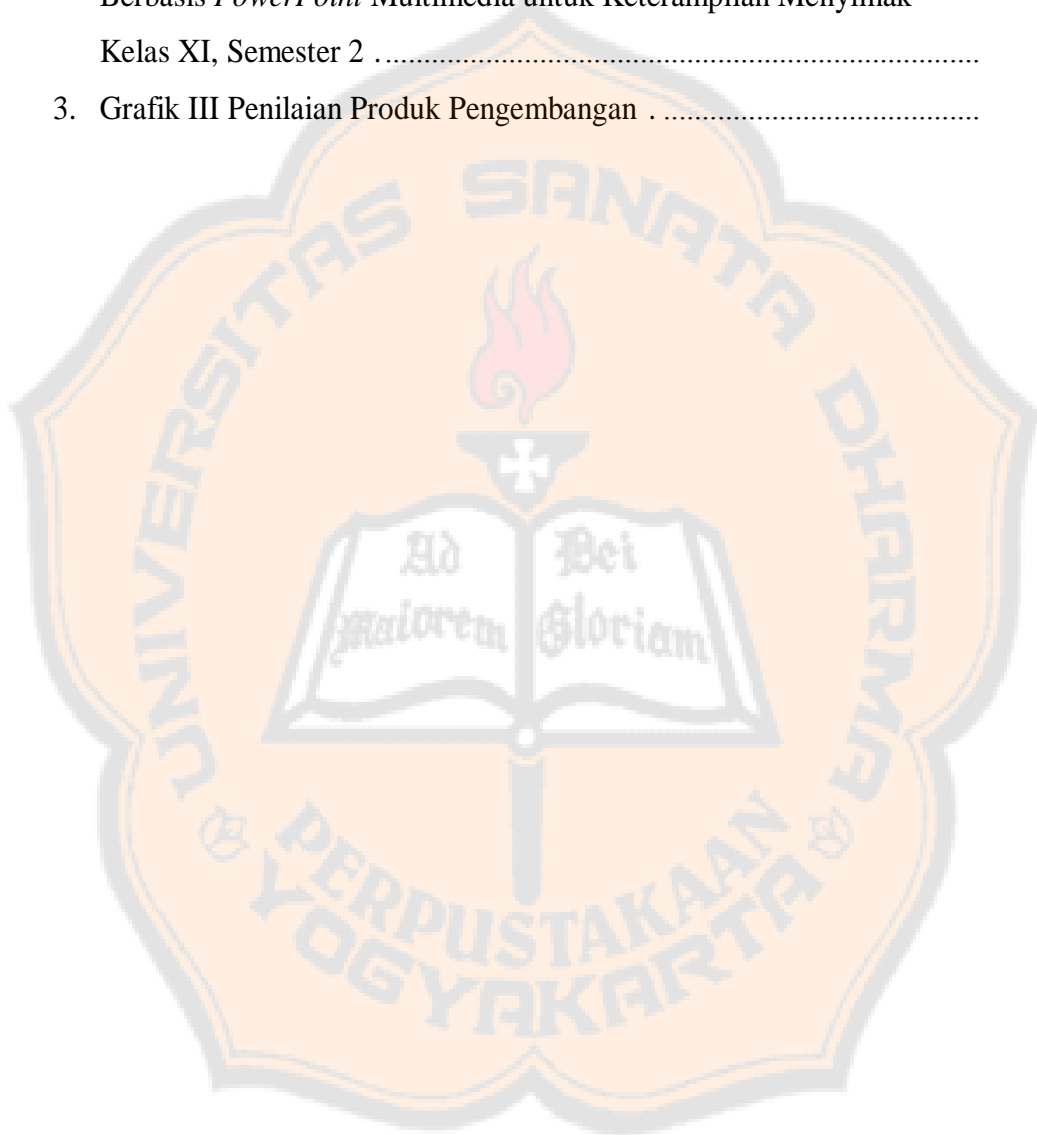 Berbasis PowerPoint Multimedia untuk Keterampilan Menyimak
Kelas XI, Semester 2 ..............................................................................
3. Grafik III Penilaian Produk Pengembangan . .........................................
UNIVERSITAS SANATA DHARMA
Ad Dei
Maiorem Gloriam
PERPUSTAKAAN
YOGYAKARTA